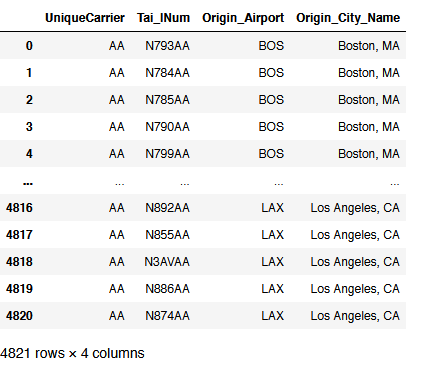 UniqueCarrier Tai_lNum Origin_Airport Origin_City_Name
0 AA N793AA BOS Boston, MA
1 AA N784AA BOS Boston, MA
2 AA N785AA BOS Boston, MA
3 AA N790AA BOS Boston, MA
4 AA N799AA BOS Boston, MA
... ... ... ... ...
4816 AA N892AA LAX Los Angeles, CA
4817 AA N855AA LAX Los Angeles, CA
4818 AA N3AVAA LAX Los Angeles, CA
4819 AA N886AA LAX Los Angeles, CA
4820 AA N874AA LAX Los Angeles, CA
4821 rows × 4 columns